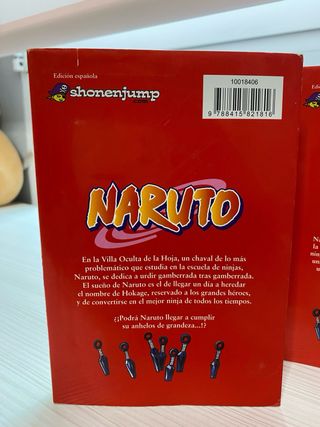 Edición española
shonenjump
10018406
9 788415 821816
NARUTO
En la Villa Oculta de la Hoja, un chaval de lo más
problemático que estudia en la escuela de ninjas,
Naruto, se dedica a urdir gamberrada tras gamberrada.
El sueño de Naruto es el de llegar un día a heredar
el nombre de Hokage, reservado a los grandes héroes,
y de convertirse en el mejor ninja de todos los tiempos.
¿¡Podrá Naruto llegar a cumplir
su anhelos de grandeza...!?
Edición